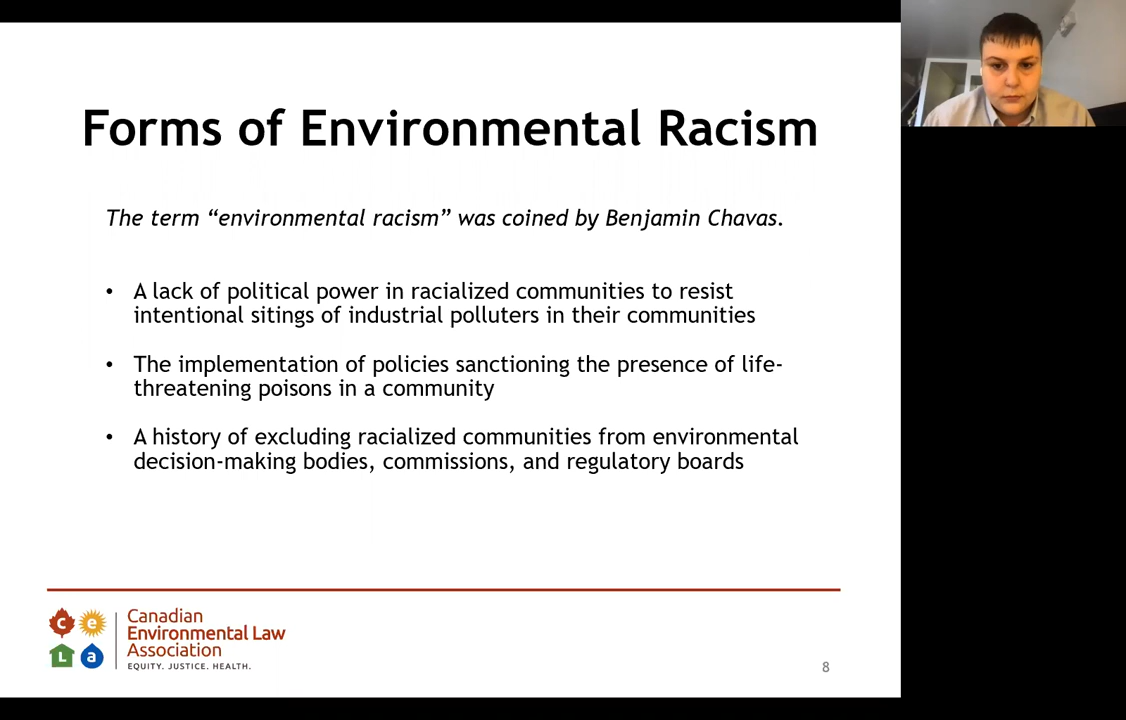 Forms of Environmental Racism
The term “environmental racism” was coined by Benjamin Chavas.
• A lack of political power in racialized communities to resist
intentional sitings of industrial polluters in their communities
• The implementation of policies sanctioning the presence of life-
threatening poisons in a community
• A history of excluding racialized communities from environmental
decision-making bodies, commissions, and regulatory boards
c e
L a
Canadian
Environmental Law
Association
EQUITY. JUSTICE. HEALTH.
8